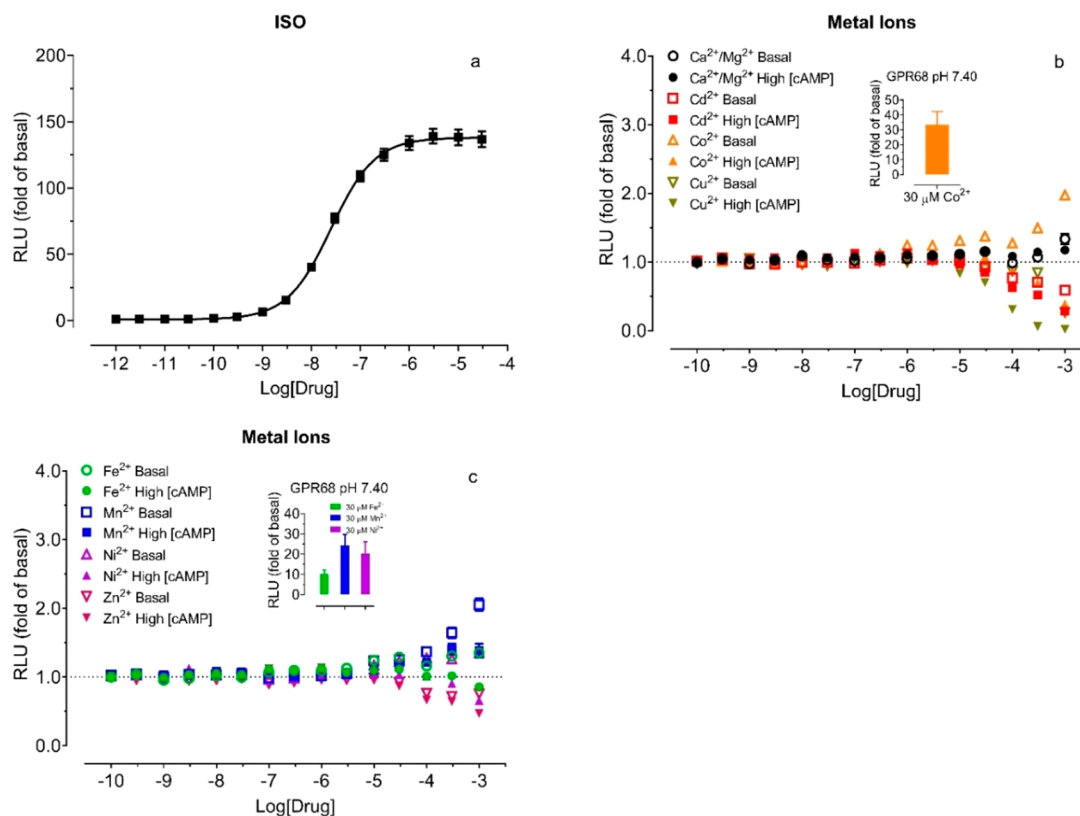 ISO
a
RLU (fold of basal)
200
150
100
50
0
-12 -11 -10 -9 -8 -7 -6 -5 -4
Log[Drug]
Metal Ions
b
RLU (fold of basal)
4.0
3.0
2.0
1.0
0.0
Ca²⁺/Mg²⁺ Basal
Ca²⁺/Mg²⁺ High [cAMP]
Cd²⁺ Basal
Cd²⁺ High [cAMP]
Co²⁺ Basal
Co²⁺ High [cAMP]
Cu²⁺ Basal
Cu²⁺ High [cAMP]
GPR68 pH 7.40
RLU (fold of basal)
50
40
30
20
10
0
30 μM Co²⁺
-10 -9 -8 -7 -6 -5 -4 -3
Log[Drug]
Metal Ions
c
RLU (fold of basal)
4.0
3.0
2.0
1.0
0.0
Fe²⁺ Basal
Fe²⁺ High [cAMP]
Mn²⁺ Basal
Mn²⁺ High [cAMP]
Ni²⁺ Basal
Ni²⁺ High [cAMP]
Zn²⁺ Basal
Zn²⁺ High [cAMP]
GPR68 pH 7.40
30 μM Fe²⁺
30 μM Mn²⁺
30 μM Ni²⁺
RLU (fold of basal)
40
30
20
10
0
-10 -9 -8 -7 -6 -5 -4 -3
Log[Drug]